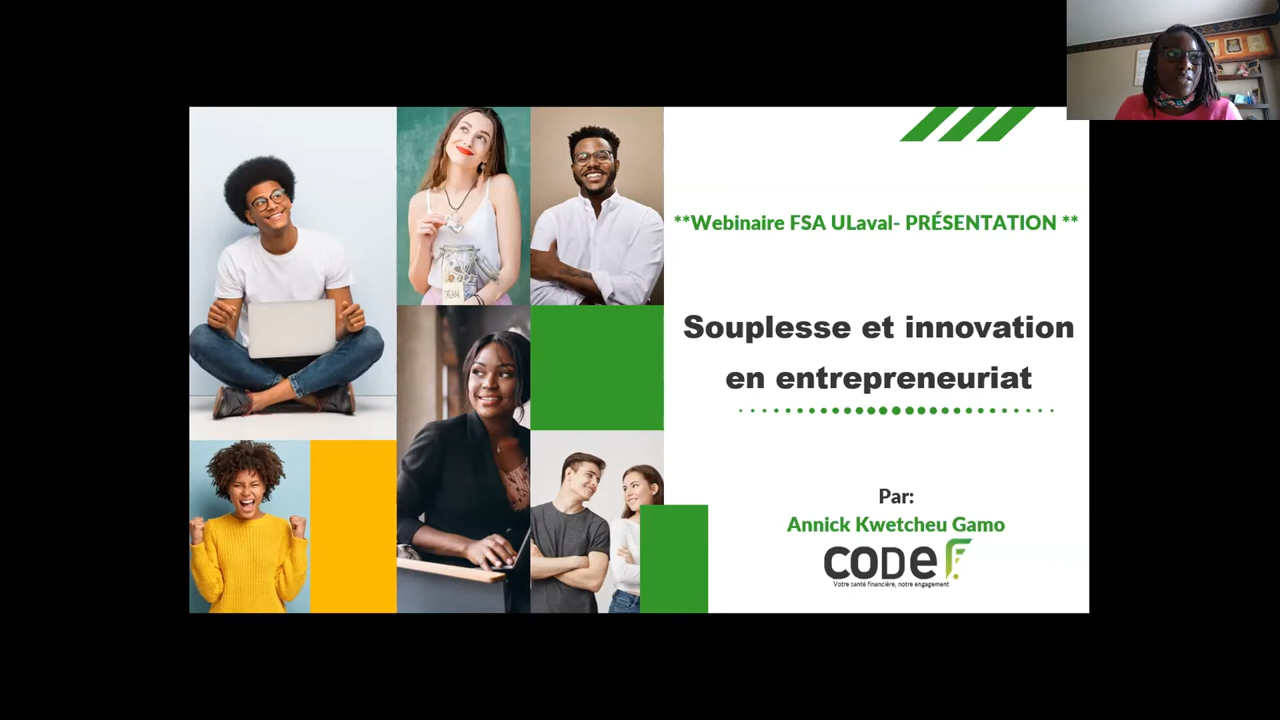 **Webinaire FSA ULaval- PRÉSENTATION **
Souplesse et innovation
en entrepreneuriat
Par:
Annick Kwetcheu Gamo
CODe F
Votre santé financière, notre engagement